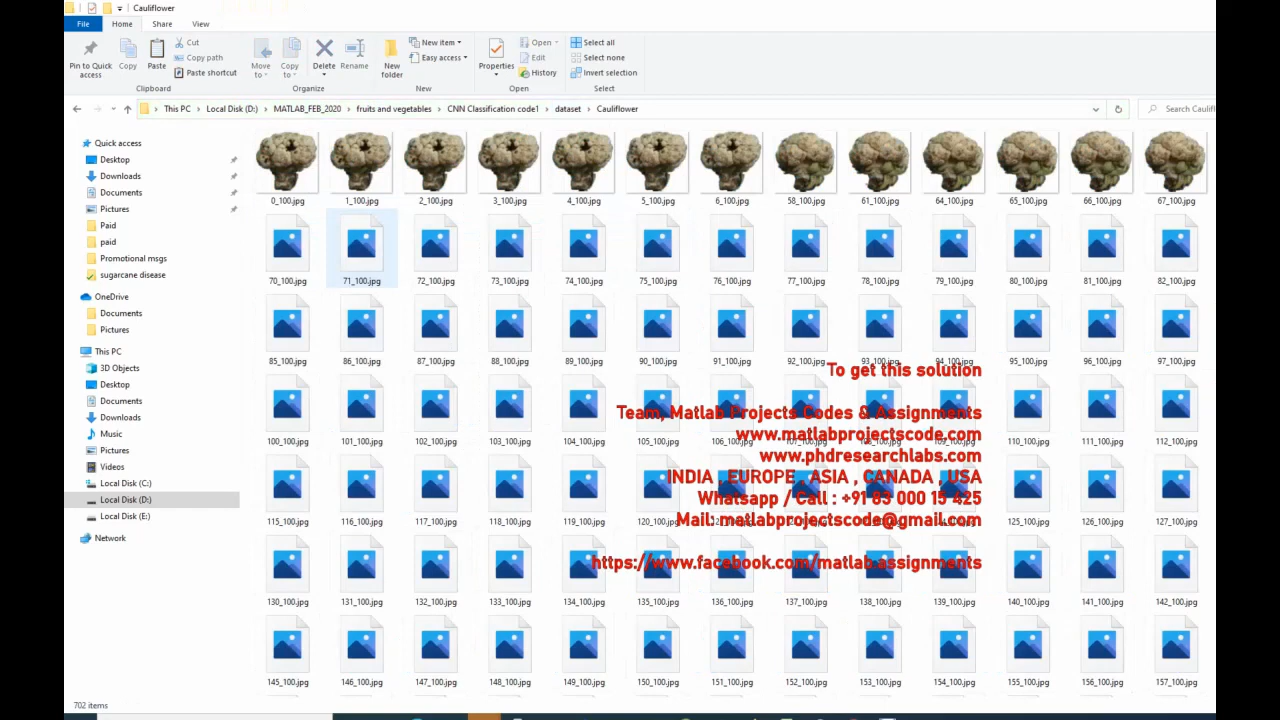 Cauliflower
File Home Share View
Pin to Quick access
Copy
Paste
Cut
Copy path
Paste shortcut
Clipboard
Move to
Copy to
Delete
Rename
Organize
New folder
New item
Easy access
New
Properties
Open
Edit
History
Open
Select all
Select none
Invert selection
Select
This PC > Local Disk (D:) > MATLAB_FEB_2020 > fruits and vegetables > CNN Classification code1 > dataset > Cauliflower
Search Caulifl
Quick access
Desktop
Downloads
Documents
Pictures
Paid
paid
Promotional msgs
sugarcane disease
OneDrive
Documents
Pictures
This PC
3D Objects
Desktop
Documents
Downloads
Music
Pictures
Videos
Local Disk (C:)
Local Disk (D:)
Local Disk (E:)
Network
0_100.jpg 1_100.jpg 2_100.jpg 3_100.jpg 4_100.jpg 5_100.jpg 6_100.jpg 58_100.jpg 61_100.jpg 64_100.jpg 65_100.jpg 66_100.jpg 67_100.jpg
70_100.jpg 71_100.jpg 72_100.jpg 73_100.jpg 74_100.jpg 75_100.jpg 76_100.jpg 77_100.jpg 78_100.jpg 79_100.jpg 80_100.jpg 81_100.jpg 82_100.jpg
85_100.jpg 86_100.jpg 87_100.jpg 88_100.jpg 89_100.jpg 90_100.jpg 91_100.jpg 92_100.jpg 93_100.jpg 94_100.jpg 95_100.jpg 96_100.jpg 97_100.jpg
100_100.jpg 101_100.jpg 102_100.jpg 103_100.jpg 104_100.jpg 105_100.jpg 106_100.jpg 110_100.jpg 111_100.jpg 112_100.jpg
115_100.jpg 116_100.jpg 117_100.jpg 118_100.jpg 119_100.jpg 120_100.jpg 125_100.jpg 126_100.jpg 127_100.jpg
130_100.jpg 131_100.jpg 132_100.jpg 133_100.jpg 134_100.jpg 135_100.jpg 136_100.jpg 137_100.jpg 138_100.jpg 139_100.jpg 140_100.jpg 141_100.jpg 142_100.jpg
145_100.jpg 146_100.jpg 147_100.jpg 148_100.jpg 149_100.jpg 150_100.jpg 151_100.jpg 152_100.jpg 153_100.jpg 154_100.jpg 155_100.jpg 156_100.jpg 157_100.jpg
To get this solution
Team, Matlab Projects Codes & Assignments
www.matlabprojectscode.com
www.phdresearchlabs.com
INDIA , EUROPE , ASIA , CANADA , USA
Whatsapp / Call : +91 83 000 15 425
Mail: matlabprojectscode@gmail.com
https://www.facebook.com/matlab.assignments
702 items